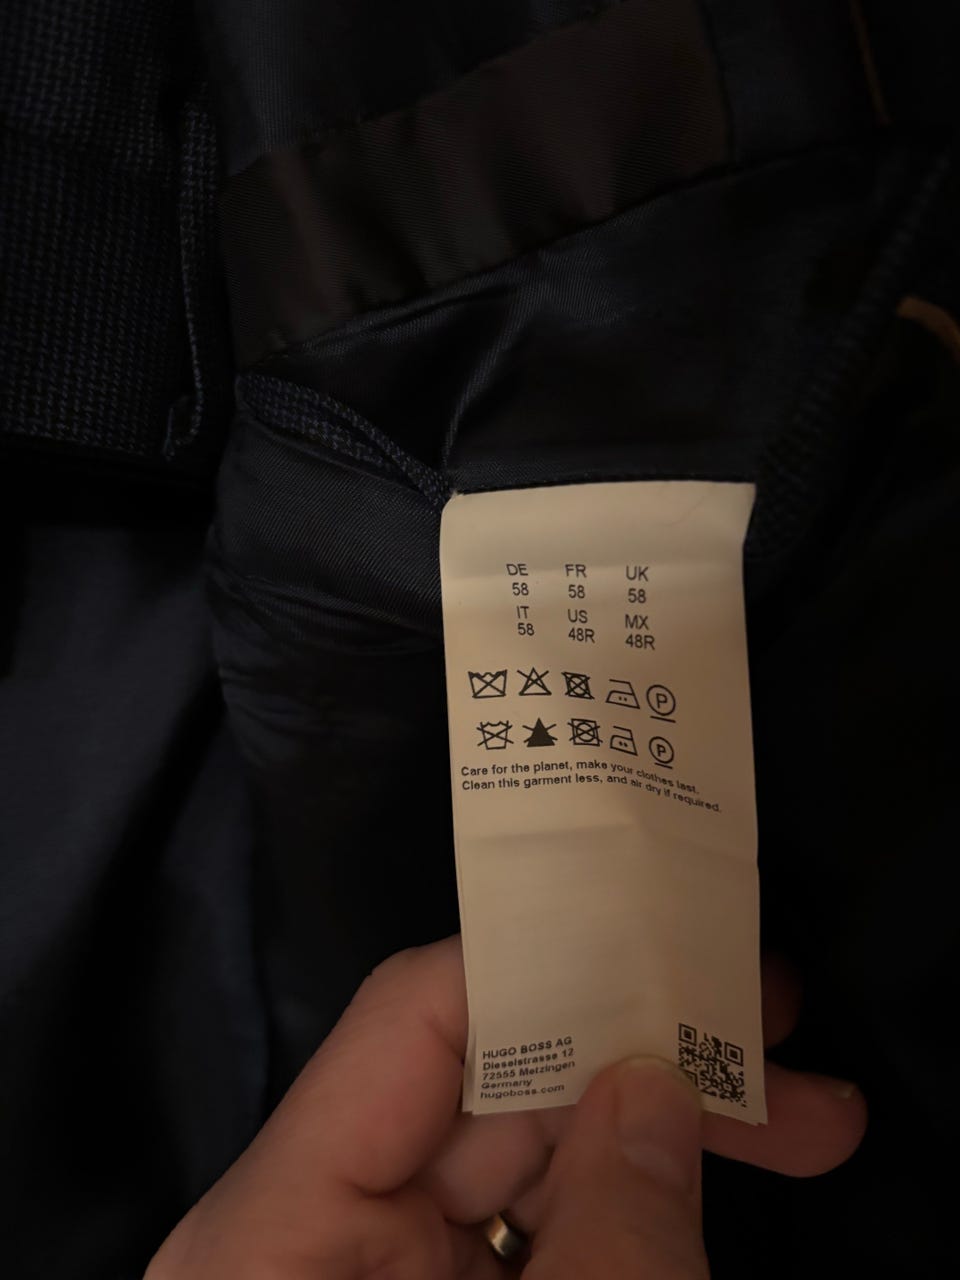 DE FR UK
58 58 58
IT US MX
58 48R 48R
P
P
Care for the planet, make your clothes last.
Clean this garment less, and air dry if required.
HUGO BOSS AG
Dieselstrasse 12
72555 Metzingen
Germany
hugoboss.com